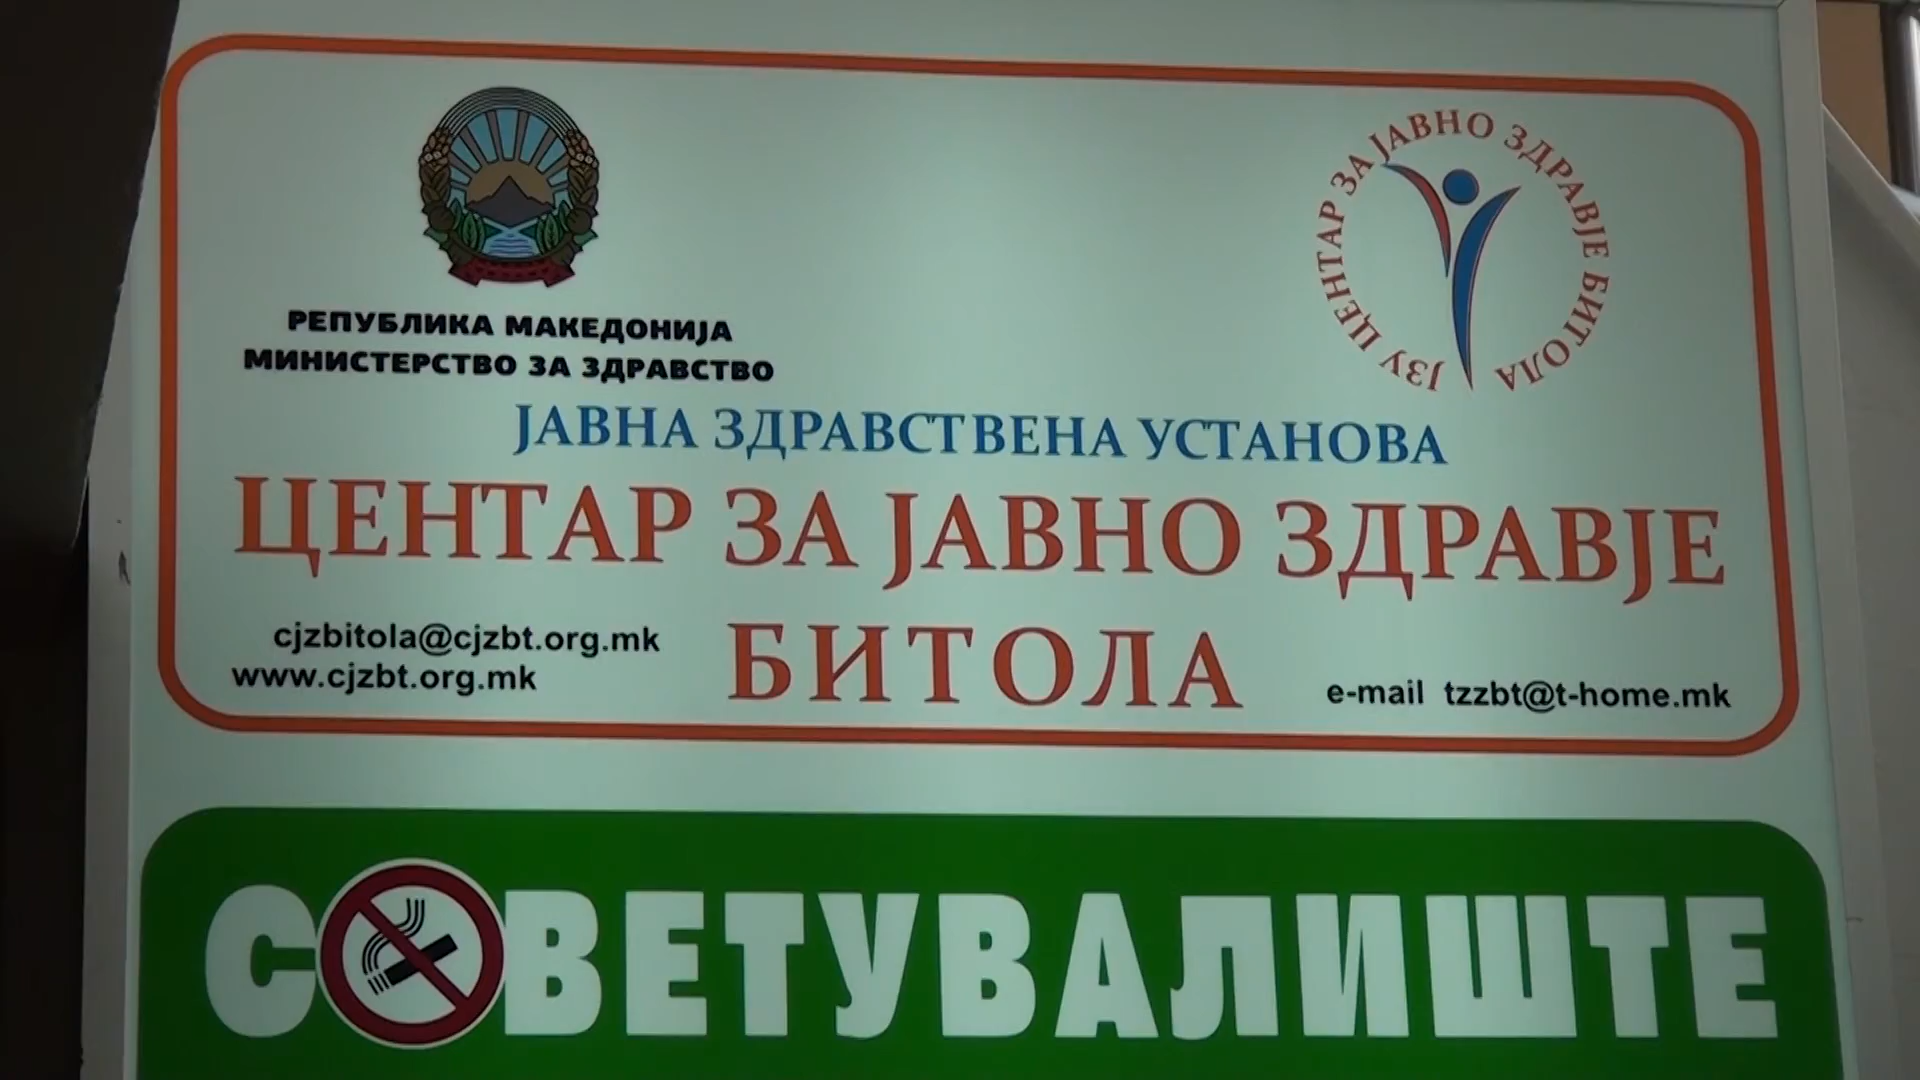 ЈЗУ ЦЕНТАР ЗА ЈАВНО ЗДРАВЈЕ БИТОЛА
РЕПУБЛИКА МАКЕДОНИЈА
МИНИСТЕРСТВО ЗА ЗДРАВСТВО
ЈАВНА ЗДРАВСТВЕНА УСТАНОВА
ЦЕНТАР ЗА ЈАВНО ЗДРАВЈЕ
БИТОЛА
cjzbitola@cjzbt.org.mk
www.cjzbt.org.mk
e-mail tzzbt@t-home.mk
СОВЕТУВАЛИШТЕ